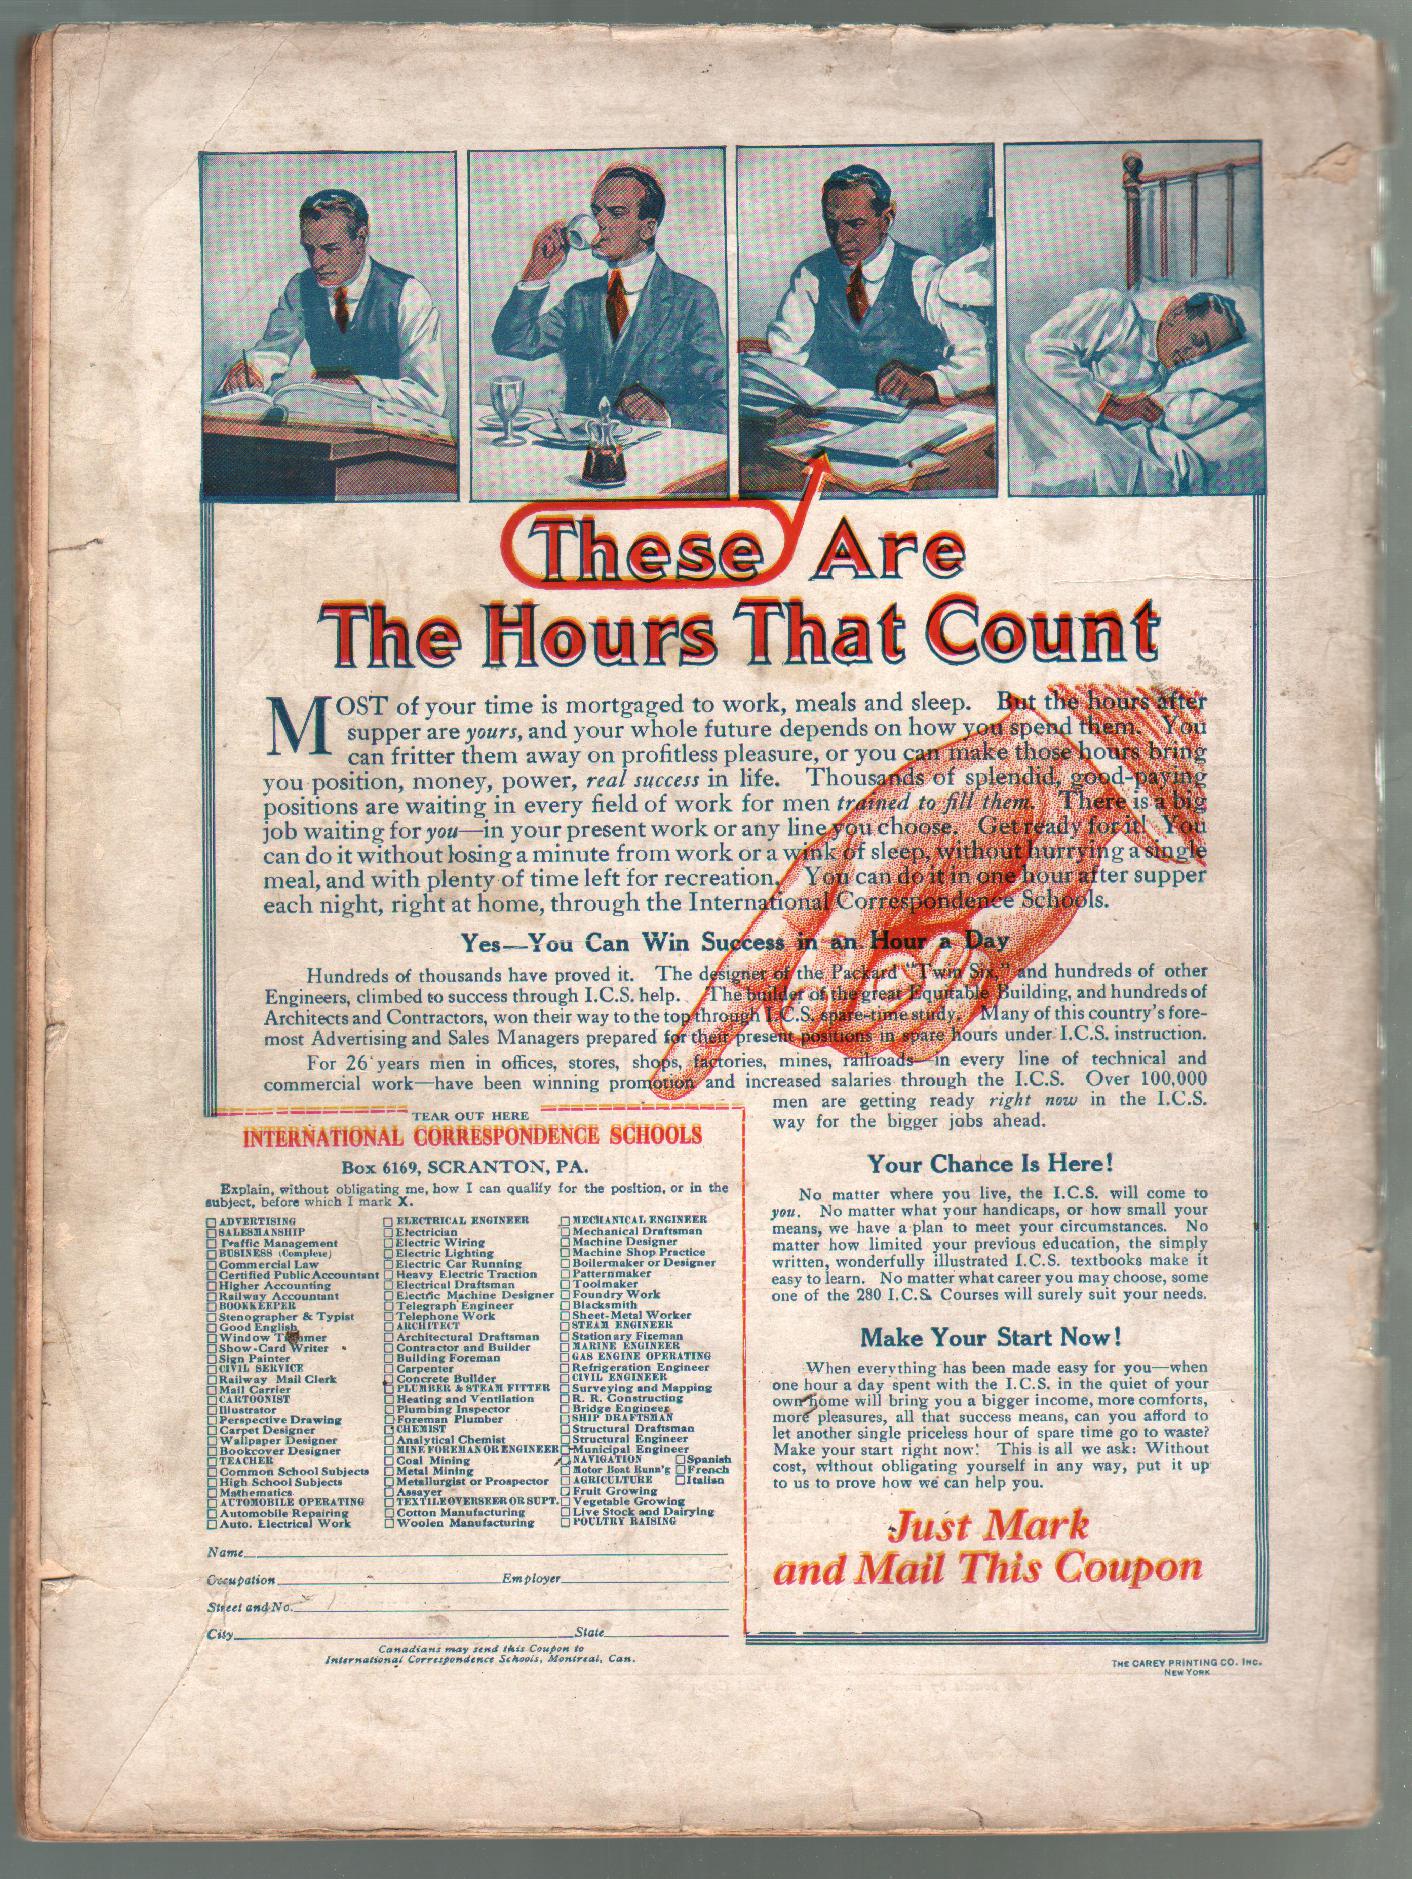 These Are
The Hours That Count
MOST of your time is mortgaged to work, meals and sleep. But the hours after
supper are yours, and your whole future depends on how you spend them. You
can fritter them away on profitless pleasure, or you can make those hours bring
you position, money, power, real success in life. Thousands of splendid, good-paying
positions are waiting in every field of work for men trained to fill them. There is a big
job waiting for you—in your present work or any line you choose. Get ready for it! You
can do it without losing a minute from work or a wink of sleep, without hurrying a single
meal, and with plenty of time left for recreation. You can do it in one hour after supper
each night, right at home, through the International Correspondence Schools.
Yes—You Can Win Success in an Hour a Day
Hundreds of thousands have proved it. The designer of the Packard "Twin Six," and hundreds of other
Engineers, climbed to success through I.C.S. help. The builder of the great Equitable Building, and hundreds of
Architects and Contractors, won their way to the top through I.C.S. spare-time study. Many of this country's fore-
most Advertising and Sales Managers prepared for their present positions in spare hours under I.C.S. instruction.
For 26 years men in offices, stores, shops, factories, mines, railroads—in every line of technical and
commercial work—have been winning promotion and increased salaries through the I.C.S. Over 100,000
men are getting ready right now in the I.C.S.
way for the bigger jobs ahead.
Your Chance Is Here!
No matter where you live, the I.C.S. will come to
you. No matter what your handicaps, or how small your
means, we have a plan to meet your circumstances. No
matter how limited your previous education, the simply
written, wonderfully illustrated I.C.S. textbooks make it
easy to learn. No matter what career you may choose, some
one of the 280 I.C.S. Courses will surely suit your needs.
Make Your Start Now!
When everything has been made easy for you—when
one hour a day spent with the I.C.S. in the quiet of your
own home will bring you a bigger income, more comforts,
more pleasures, all that success means, can you afford to
let another single priceless hour of spare time go to waste?
Make your start right now! This is all we ask: Without
cost, without obligating yourself in any way, put it up
to us to prove how we can help you.
Just Mark
and Mail This Coupon
TEAR OUT HERE
INTERNATIONAL CORRESPONDENCE SCHOOLS
Box 6169, SCRANTON, PA.
Explain, without obligating me, how I can qualify for the position, or in the
subject, before which I mark X.
ADVERTISING
SALESMANSHIP
Traffic Management
BUSINESS (Complete)
Commercial Law
Certified Public Accountant
Higher Accounting
Railway Accountant
BOOKKEEPER
Stenographer & Typist
Good English
Window Trimmer
Show-Card Writer
Sign Painter
CIVIL SERVICE
Railway Mail Clerk
Mail Carrier
CARTOONIST
Illustrator
Perspective Drawing
Carpet Designer
Wallpaper Designer
Bookcover Designer
TEACHER
Common School Subjects
High School Subjects
Mathematics
AUTOMOBILE OPERATING
Automobile Repairing
Auto. Electrical Work
ELECTRICAL ENGINEER
Electrician
Electric Wiring
Electric Lighting
Electric Car Running
Heavy Electric Traction
Electrical Draftsman
Electric Machine Designer
Telegraph Engineer
Telephone Work
ARCHITECT
Architectural Draftsman
Contractor and Builder
Building Foreman
Carpenter
Concrete Builder
PLUMBER & STEAM FITTER
Heating and Ventilation
Plumbing Inspector
Foreman Plumber
CHEMIST
Analytical Chemist
MINE FOREMAN OR ENGINEER
Coal Mining
Metal Mining
Metallurgist or Prospector
Assayer
TEXTILE OVERSEER OR SUPT.
Cotton Manufacturing
Woolen Manufacturing
MECHANICAL ENGINEER
Mechanical Draftsman
Machine Designer
Machine Shop Practice
Boilermaker or Designer
Patternmaker
Toolmaker
Foundry Work
Blacksmith
Sheet-Metal Worker
STEAM ENGINEER
Stationary Fireman
MARINE ENGINEER
GAS ENGINE OPERATING
Refrigeration Engineer
CIVIL ENGINEER
Surveying and Mapping
R. R. Constructing
Bridge Engineer
SHIP DRAFTSMAN
Structural Draftsman
Structural Engineer
Municipal Engineer
NAVIGATION Spanish
Motor Boat Runn'g French
AGRICULTURE Italian
Fruit Growing
Vegetable Growing
Live Stock and Dairying
POULTRY RAISING
Name
Occupation Employer
Street and No.
City State
Canadians may send this Coupon to
International Correspondence Schools, Montreal, Can.
THE CAREY PRINTING CO. INC.
NEW YORK